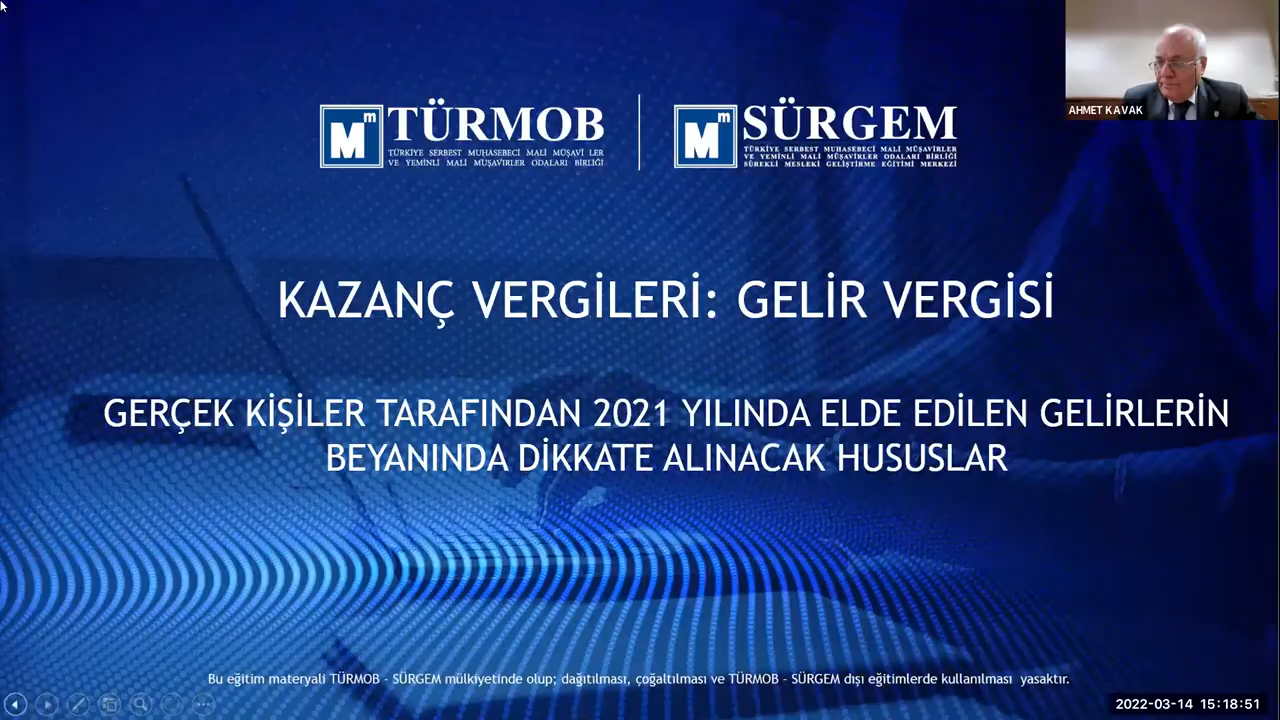 AHMET KAVAK
Mm TÜRMOB
TÜRKİYE SERBEST MUHASEBECİ MALİ MÜŞAVİ LER
VE YEMİNLİ MALİ MÜŞAVİRLER ODALARI BİRLİĞİ
Mm SÜRGEM
TÜRKİYE SERBEST MUHASEBECİ MALİ MÜŞAVİRLER
VE YEMİNLİ MALİ MÜŞAVİRLER ODALARI BİRLİĞİ
SÜREKLİ MESLEKİ GELİŞTİRME EĞİTİMİ MERKEZİ
KAZANÇ VERGİLERİ: GELİR VERGİSİ
GERÇEK KİŞİLER TARAFINDAN 2021 YILINDA ELDE EDİLEN GELİRLERİN
BEYANINDA DİKKATE ALINACAK HUSUSLAR
Bu eğitim materyali TÜRMOB - SÜRGEM mülkiyetinde olup; dağıtılması, çoğaltılması ve TÜRMOB - SÜRGEM dışı eğitimlerde kullanılması yasaktır.
2022-03-14 15:18:51